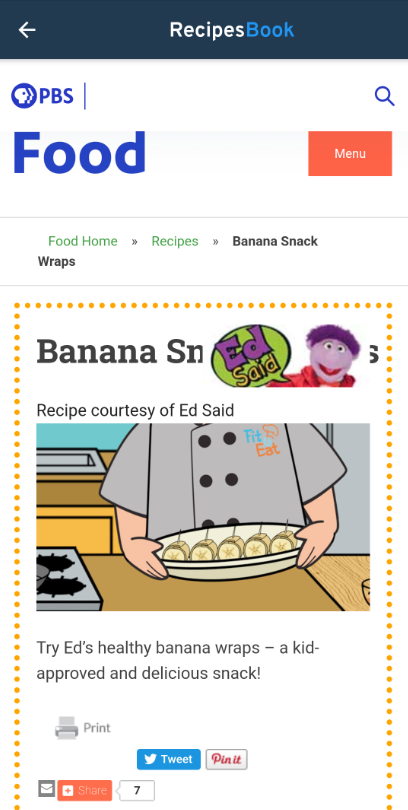 RecipesBook
PBS
Food
Menu
Food Home » Recipes » Banana Snack
Wraps
Banana Sn s
Ed
Said
Recipe courtesy of Ed Said
Fit
Eat
Try Ed's healthy banana wraps – a kid-
approved and delicious snack!
Print
Tweet Pin it
Share 7